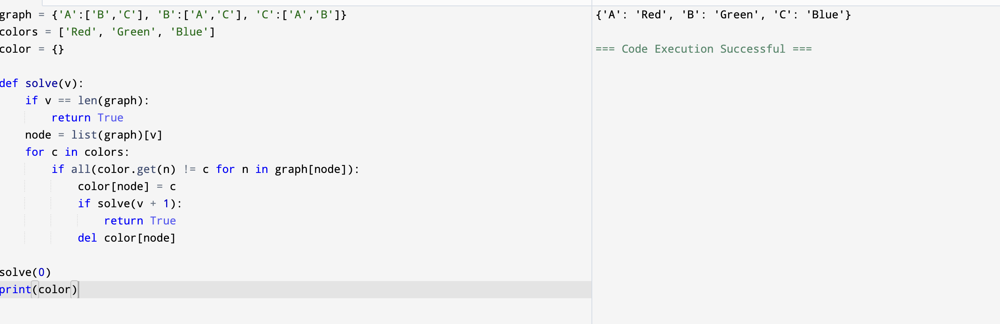 graph = {'A':['B','C'], 'B':['A','C'], 'C':['A','B']}
colors = ['Red', 'Green', 'Blue']
color = {}
def solve(v):
    if v == len(graph):
        return True
    node = list(graph)[v]
    for c in colors:
        if all(color.get(n) != c for n in graph[node]):
            color[node] = c
            if solve(v + 1):
                return True
            del color[node]
solve(0)
print(color)
{'A': 'Red', 'B': 'Green', 'C': 'Blue'}
=== Code Execution Successful ===